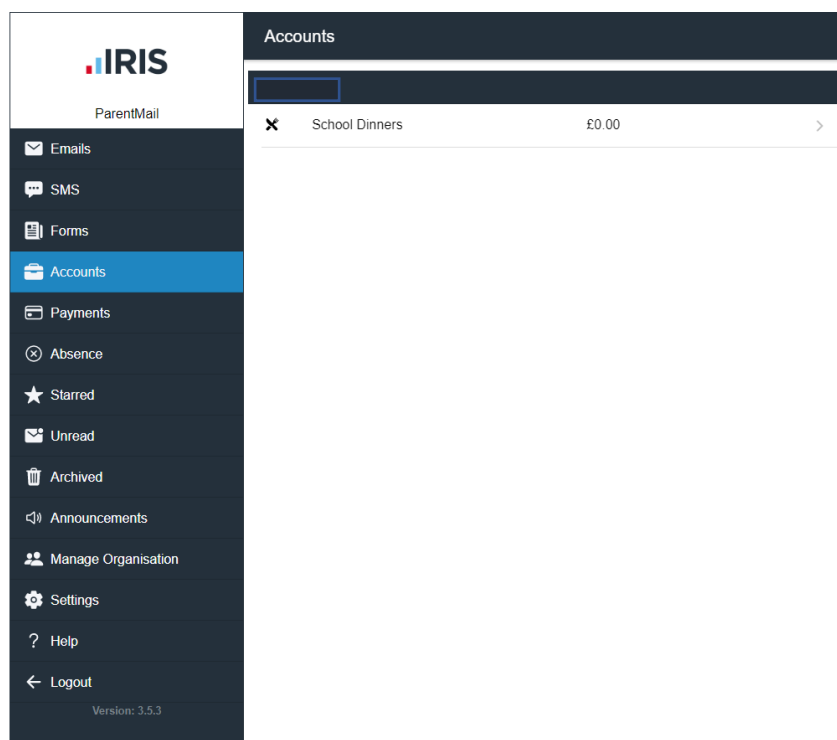 IRIS
ParentMail
Emails
SMS
Forms
Accounts
Payments
Absence
Starred
Unread
Archived
Announcements
Manage Organisation
Settings
? Help
Logout
Version: 3.5.3
Accounts
School Dinners £0.00